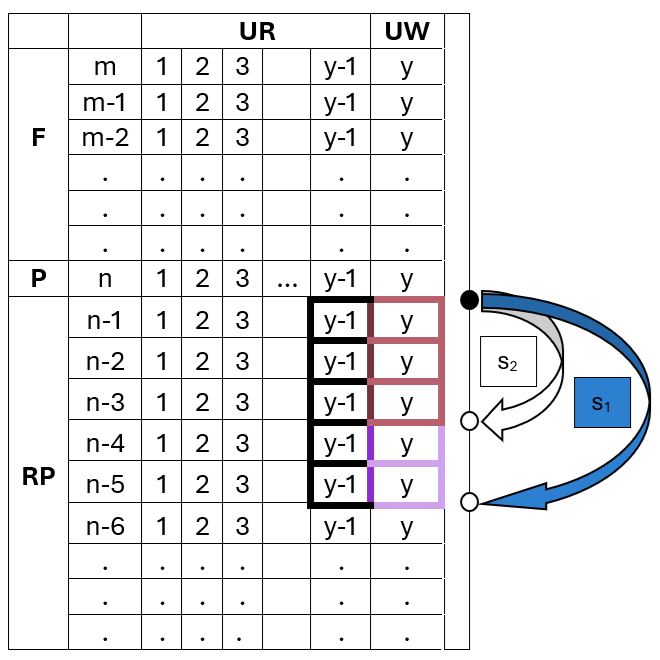 UR UW
m 1 2 3 y-1 y
m-1 1 2 3 y-1 y
F m-2 1 2 3 y-1 y
. . . . . .
. . . . . .
. . . . . .
P n 1 2 3 ... y-1 y
n-1 1 2 3 y-1 y
n-2 1 2 3 y-1 y s₂
n-3 1 2 3 y-1 y s₁
n-4 1 2 3 y-1 y
RP n-5 1 2 3 y-1 y
n-6 1 2 3 y-1 y
. . . . . .
. . . . . .
. . . . . .